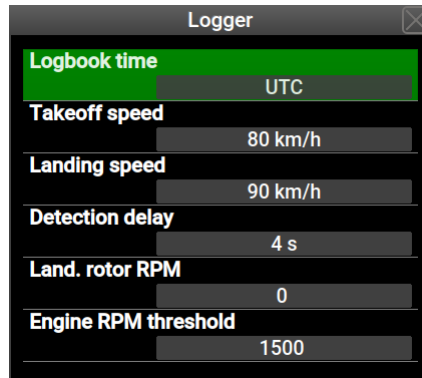 Logger
Logbook time
UTC
Takeoff speed
80 km/h
Landing speed
90 km/h
Detection delay
4 s
Land. rotor RPM
0
Engine RPM threshold
1500